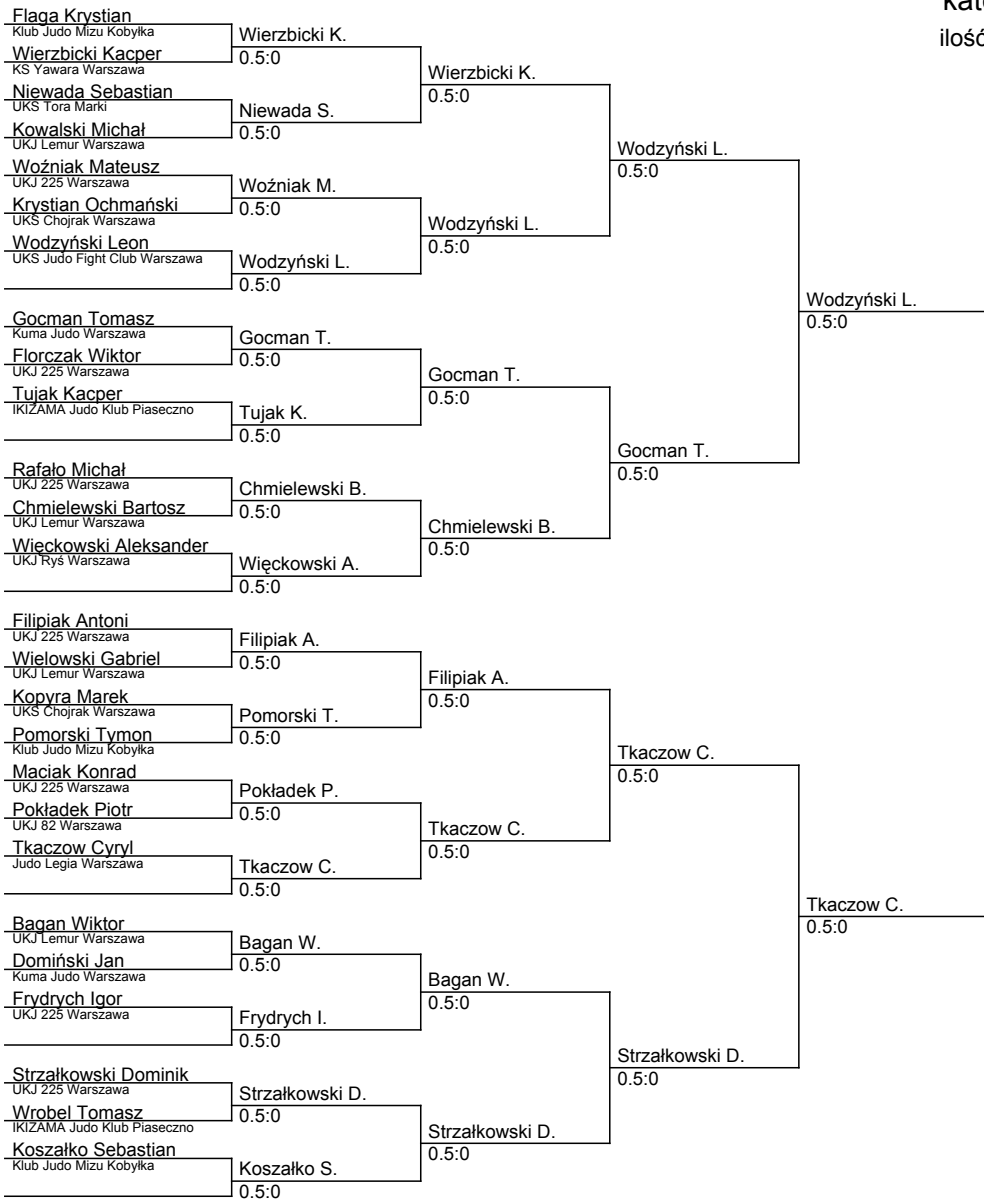 Flaga Krystian
Klub Judo Mizu Kobyłka
Wierzbicki Kacper
KS Yawara Warszawa
Niewada Sebastian
UKS Tora Marki
Kowalski Michał
UKJ Lemur Warszawa
Woźniak Mateusz
UKJ 225 Warszawa
Krystian Ochmański
UKS Chojrak Warszawa
Wodzyński Leon
UKS Judo Fight Club Warszawa
Gocman Tomasz
Kuma Judo Warszawa
Florczak Wiktor
UKJ 225 Warszawa
Tujak Kacper
IKIZAMA Judo Klub Piaseczno
Rafało Michał
UKJ 225 Warszawa
Chmielewski Bartosz
UKJ Lemur Warszawa
Więckowski Aleksander
UKJ Ryś Warszawa
Filipiak Antoni
UKJ 225 Warszawa
Wielowski Gabriel
UKJ Lemur Warszawa
Kopyra Marek
UKS Chojrak Warszawa
Pomorski Tymon
Klub Judo Mizu Kobyłka
Maciak Konrad
UKJ 225 Warszawa
Pokładek Piotr
UKJ 82 Warszawa
Tkaczow Cyryl
Judo Legia Warszawa
Bagan Wiktor
UKJ Lemur Warszawa
Domiński Jan
Kuma Judo Warszawa
Frydrych Igor
UKJ 225 Warszawa
Strzałkowski Dominik
UKJ 225 Warszawa
Wrobel Tomasz
IKIZAMA Judo Klub Piaseczno
Koszałko Sebastian
Klub Judo Mizu Kobyłka
Wierzbicki K.
0.5:0
Niewada S.
0.5:0
Woźniak M.
0.5:0
Wodzyński L.
0.5:0
Gocman T.
0.5:0
Tujak K.
0.5:0
Chmielewski B.
0.5:0
Więckowski A.
0.5:0
Filipiak A.
0.5:0
Pomorski T.
0.5:0
Pokładek P.
0.5:0
Tkaczow C.
0.5:0
Bagan W.
0.5:0
Frydrych I.
0.5:0
Strzałkowski D.
0.5:0
Koszałko S.
0.5:0
Wierzbicki K.
0.5:0
Wodzyński L.
0.5:0
Gocman T.
0.5:0
Chmielewski B.
0.5:0
Filipiak A.
0.5:0
Tkaczow C.
0.5:0
Bagan W.
0.5:0
Strzałkowski D.
0.5:0
Wodzyński L.
0.5:0
Gocman T.
0.5:0
Tkaczow C.
0.5:0
Strzałkowski D.
0.5:0
Wodzyński L.
0.5:0
Tkaczow C.
0.5:0
ilość